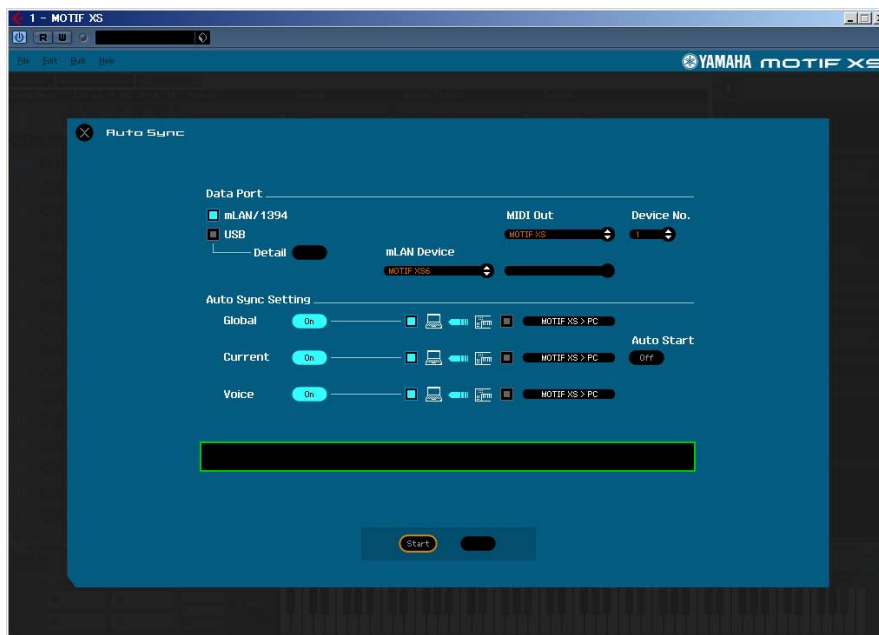 1 - MOTIF XS
R W
File Sort Bulk Help
YAMAHA MOTIF XS
Auto Sync
Data Port
mLAN/1394 MIDI Out Device No.
USB MOTIF XS 1
Detail mLAN Device
MOTIF XS6
Auto Sync Setting
Global On MOTIF XS > PC
Auto Start
Current On MOTIF XS > PC Off
Voice On MOTIF XS > PC
Start